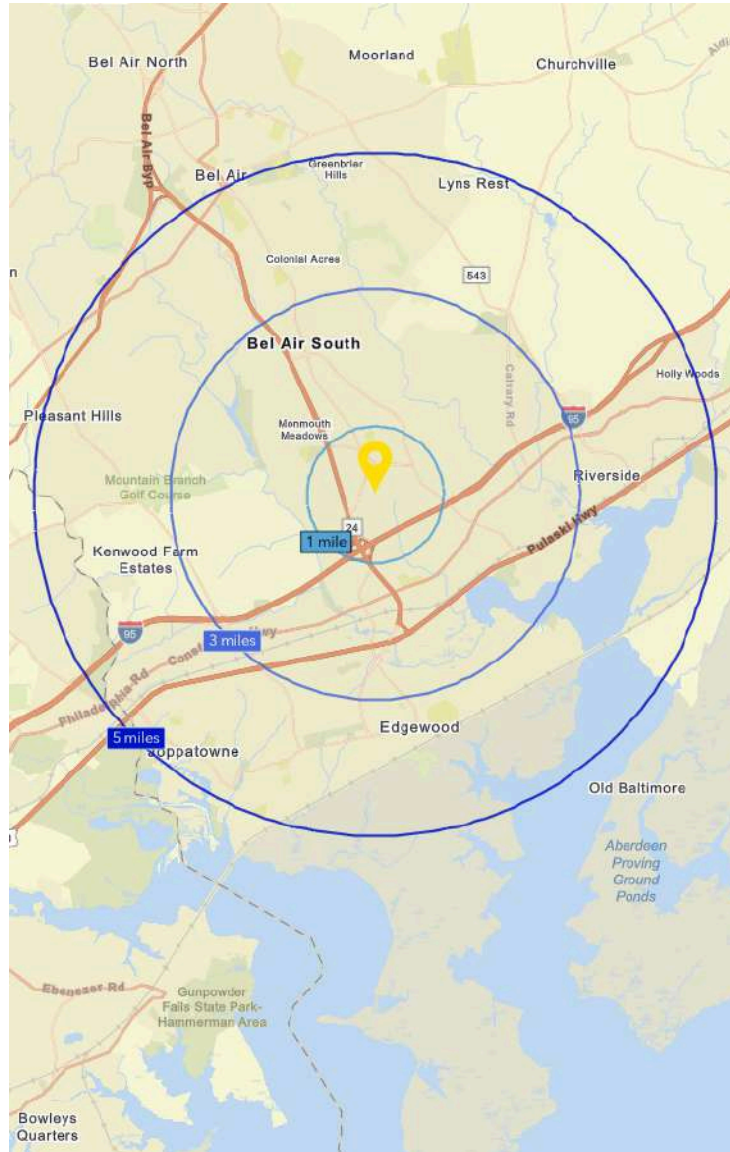 Moorland
Bel Air North
Churchville
Bel Air Byp
Greenbrier
Hills
Bel Air
Lyns Rest
Colonial Acres
543
n
Bel Air South
Calvary Rd
Holly Woods
95
Pleasant Hills
Monmouth
Meadows
Mountain Branch
Golf Course
Riverside
24
1 mile
Pulaski Hwy
Kenwood Farm
Estates
95
3 miles
Hwy
Philadelphia Rd
5 miles
Edgewood
Joppatowne
Old Baltimore
Aberdeen
Proving
Ground
Ponds
Ebenezer Rd
Gunpowder
Falls State Park-
Hammerman Area
Bowleys
Quarters